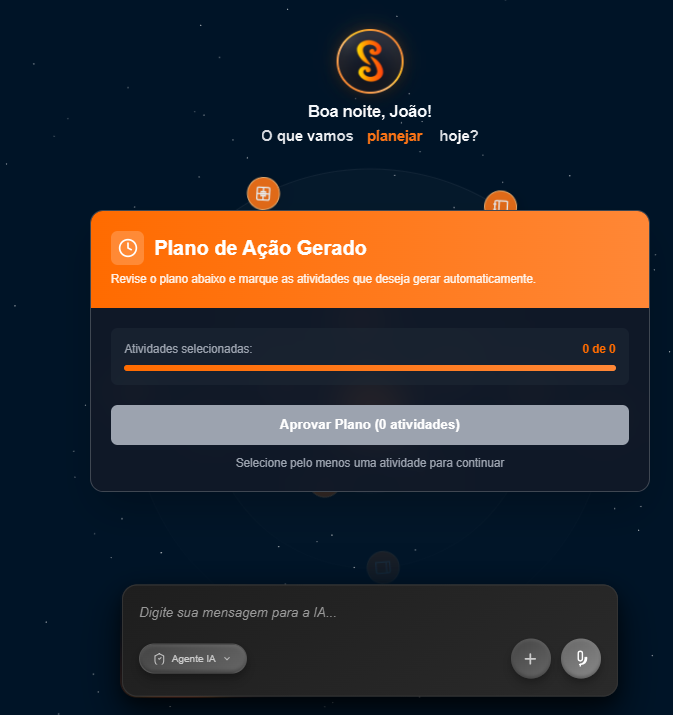 Boa noite, João!
O que vamos planejar hoje?
Plano de Ação Gerado
Revise o plano abaixo e marque as atividades que deseja gerar automaticamente.
Atividades selecionadas: 0 de 0
Aprovar Plano (0 atividades)
Selecione pelo menos uma atividade para continuar
Digite sua mensagem para a IA...
Agente IA